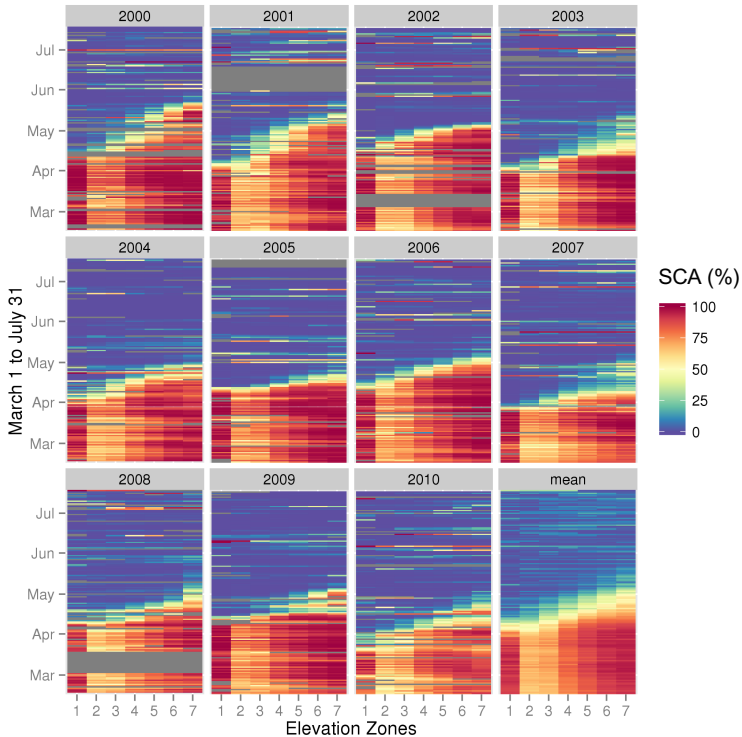 2000 2001 2002 2003
Jul
Jun
May
Apr
Mar
2004 2005 2006 2007
Jul
Jun
May
Apr
Mar
2008 2009 2010 mean
Jul
Jun
May
Apr
Mar
1 2 3 4 5 6 7 1 2 3 4 5 6 7 1 2 3 4 5 6 7 1 2 3 4 5 6 7
Elevation Zones
March 1 to July 31
SCA (%)
100
75
50
25
0